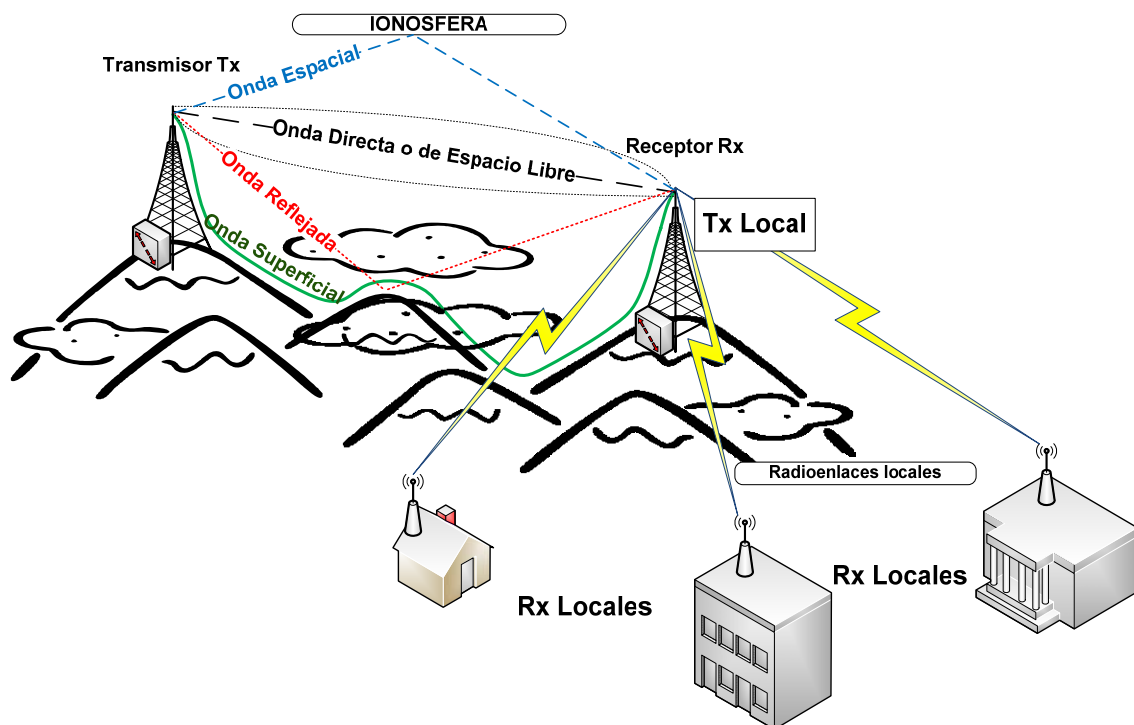 IONOSFERA
Transmisor Tx
Onda Espacial
Onda Directa o de Espacio Libre
Receptor Rx
Onda Reflejada
Tx Local
Onda Superficial
Radioenlaces locales
Rx Locales
Rx Locales